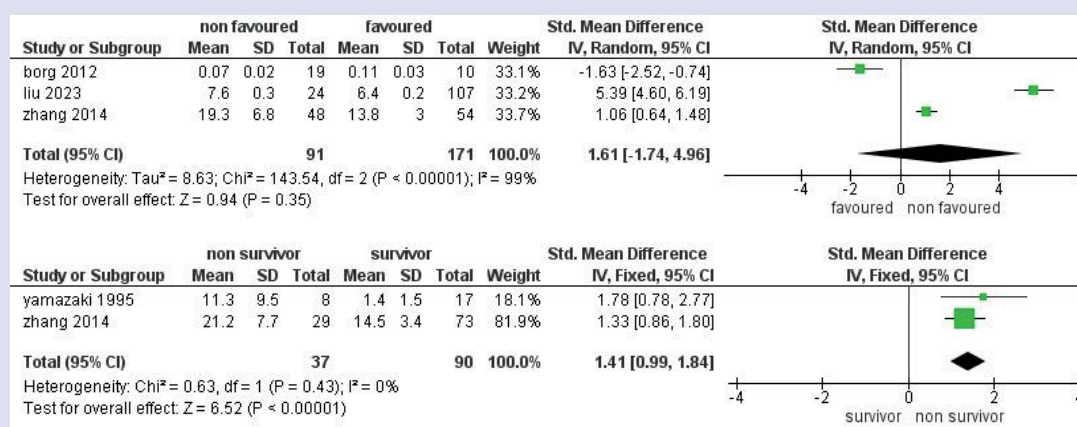 non favoured favoured Std. Mean Difference Std. Mean Difference
Study or Subgroup Mean SD Total Mean SD Total Weight IV, Random, 95% CI IV, Random, 95% CI
borg 2012 0.07 0.02 19 0.11 0.03 10 33.1% -1.63 [-2.52, -0.74]
liu 2023 7.6 0.3 24 6.4 0.2 107 33.2% 5.39 [4.60, 6.19]
zhang 2014 19.3 6.8 48 13.8 3 54 33.7% 1.06 [0.64, 1.48]
Total (95% CI) 91 171 100.0% 1.61 [-1.74, 4.96]
Heterogeneity: Tau² = 8.63; Chi² = 143.54, df = 2 (P < 0.00001); I² = 99%
Test for overall effect: Z = 0.94 (P = 0.35)
-4 -2 0 2 4
favoured non favoured
non survivor survivor Std. Mean Difference Std. Mean Difference
Study or Subgroup Mean SD Total Mean SD Total Weight IV, Fixed, 95% CI IV, Fixed, 95% CI
yamazaki 1995 11.3 9.5 8 1.4 1.5 17 18.1% 1.78 [0.78, 2.77]
zhang 2014 21.2 7.7 29 14.5 3.4 73 81.9% 1.33 [0.86, 1.80]
Total (95% CI) 37 90 100.0% 1.41 [0.99, 1.84]
Heterogeneity: Chi² = 0.63, df = 1 (P = 0.43); I² = 0%
Test for overall effect: Z = 6.52 (P < 0.00001)
-4 -2 0 2
survivor non survivor